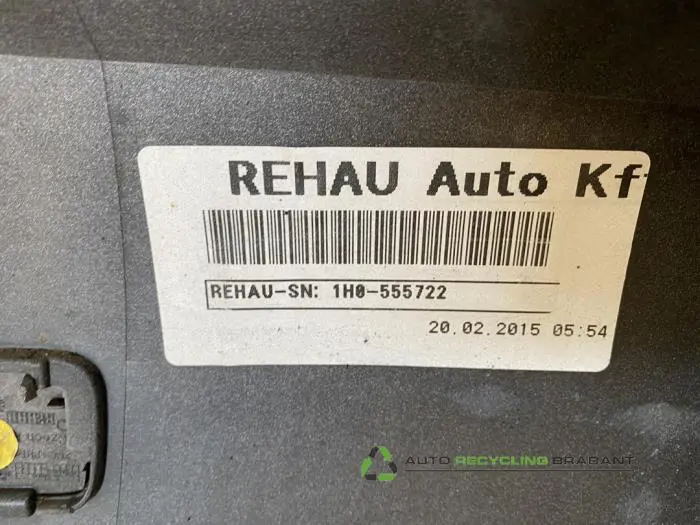 REHAU Auto Kf
REHAU-SN: 1H0-555722
20.02.2015 05:54
AUTO RECYCLING BRABANT